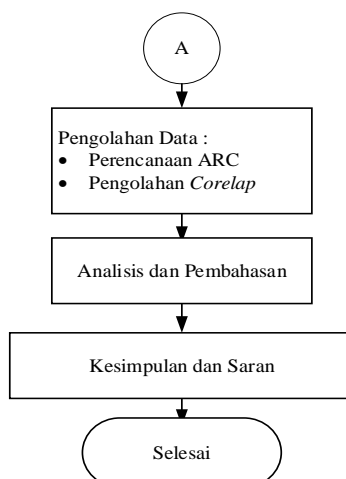 A
Pengolahan Data :
• Perencanaan ARC
• Pengolahan Corelap
Analisis dan Pembahasan
Kesimpulan dan Saran
Selesai